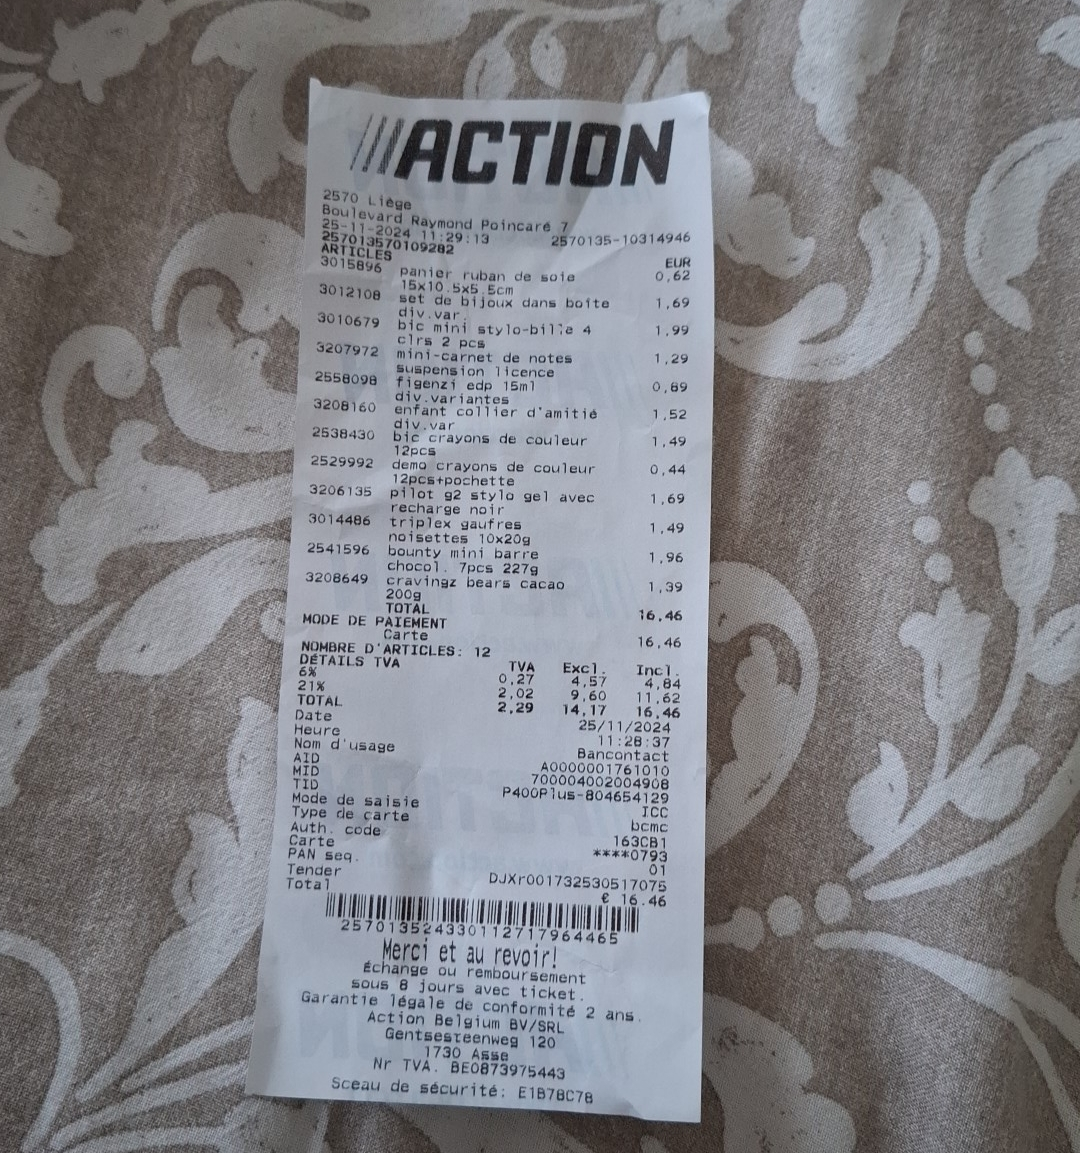 ACTION
2570 Liège
Boulevard Raymond Poincaré 7
25-11-2024 11:29:13 2570135-10314946
257013570109282
ARTICLES EUR
3015896 panier ruban de soie 0,62
15x10.5x5.5cm
3012108 set de bijoux dans boîte 1,69
div.var.
3010679 bic mini stylo-bille 4 1,99
clrs 2 pcs
3207972 mini-carnet de notes 1,29
suspension licence
2558098 figenzi edp 15ml 0,89
div.variantes
3208160 enfant collier d'amitié 1,52
div.var
2538430 bic crayons de couleur 1,49
12pcs
2529992 demo crayons de couleur 0,44
12pcs+pochette
3206135 pilot g2 stylo gel avec 1,69
recharge noir
3014486 triplex gaufres 1,49
noisettes 10x20g
2541596 bounty mini barre 1,96
chocol. 7pcs 227g
3208649 cravingz bears cacao 1,39
200g
TOTAL 16,46
MODE DE PAIEMENT
Carte 16,46
NOMBRE D'ARTICLES: 12
DÉTAILS TVA TVA Excl. Incl.
6% 0,27 4,57 4,84
21% 2,02 9,60 11,62
TOTAL 2,29 14,17 16,46
Date 25/11/2024
Heure 11:28:37
Nom d'usage Bancontact
AID A0000001761010
MID 700004002004908
TID P400Plus-804654129
Mode de saisie ICC
Type de carte bcmc
Auth. code 163CB1
Carte ****0793
PAN seq. 01
Tender DJXr001732530517075
Total € 16.46
257013524330112717964465
Merci et au revoir!
Échange ou remboursement
sous 8 jours avec ticket.
Garantie légale de conformité 2 ans.
Action Belgium BV/SRL
Gentsesteenweg 120
1730 Asse
Nr TVA. BE0873975443
Sceau de sécurité: E1B78C78